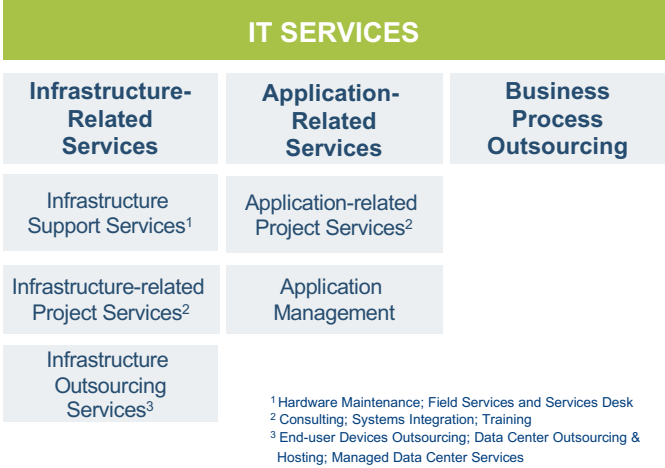 IT SERVICES
Infrastructure-
Related
Services
Application-
Related
Services
Business
Process
Outsourcing
Infrastructure
Support Services¹
Application-related
Project Services²
Infrastructure-related
Project Services²
Application
Management
Infrastructure
Outsourcing
Services³
¹ Hardware Maintenance; Field Services and Services Desk
² Consulting; Systems Integration; Training
³ End-user Devices Outsourcing; Data Center Outsourcing &
Hosting; Managed Data Center Services